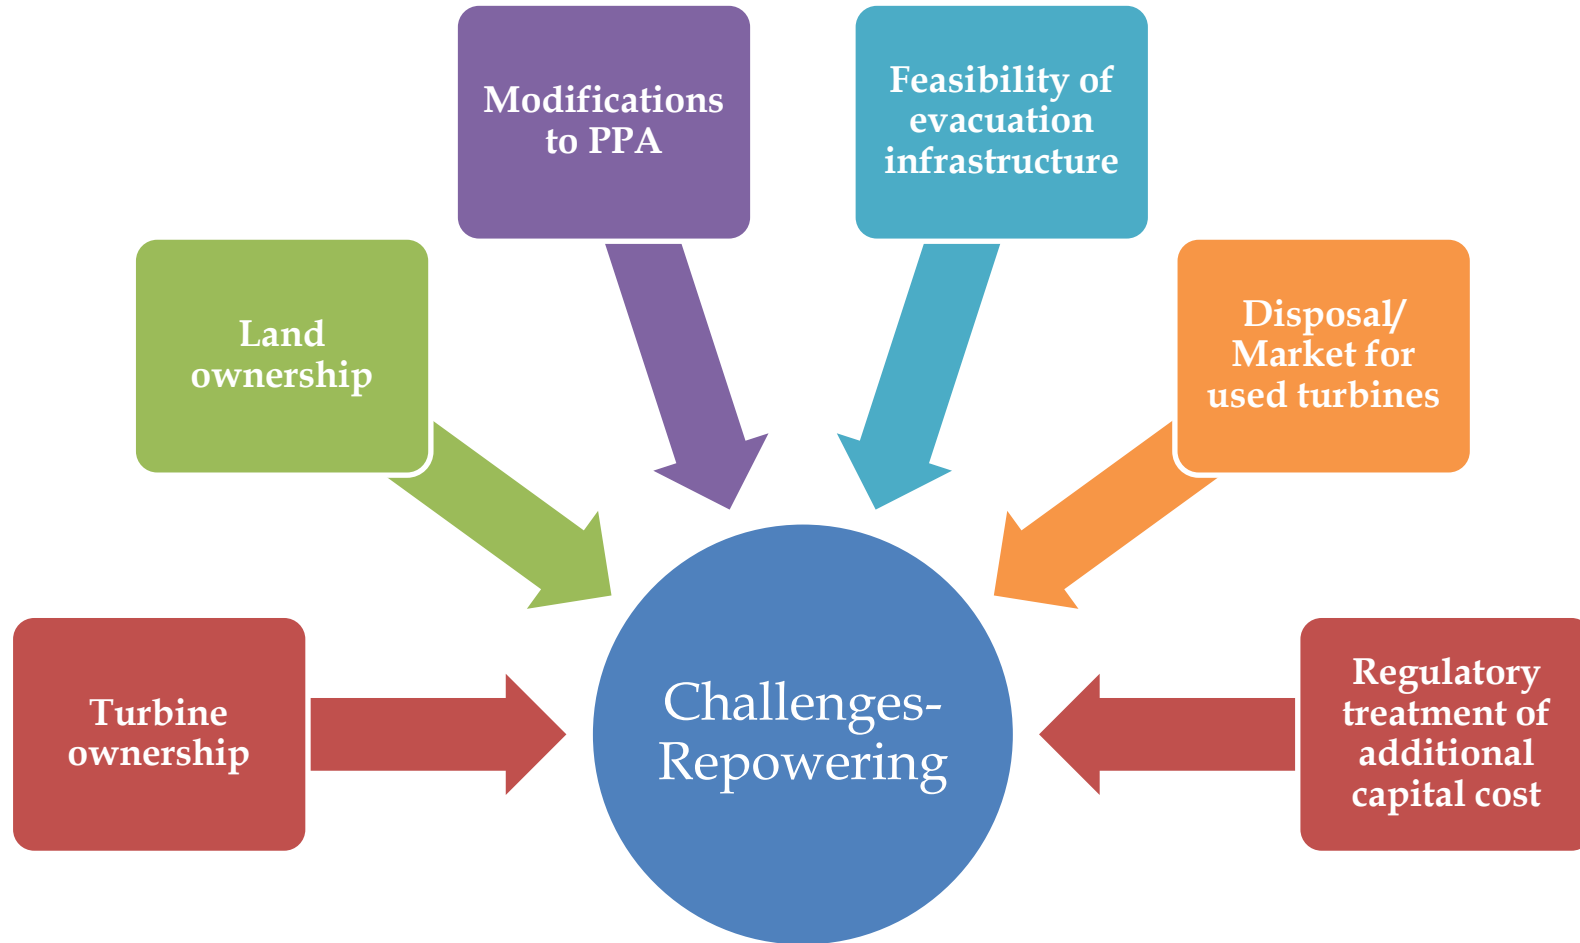 Modifications
to PPA
Feasibility of
evacuation
infrastructure
Land
ownership
Disposal/
Market for
used turbines
Turbine
ownership
Challenges-
Repowering
Regulatory
treatment of
additional
capital cost